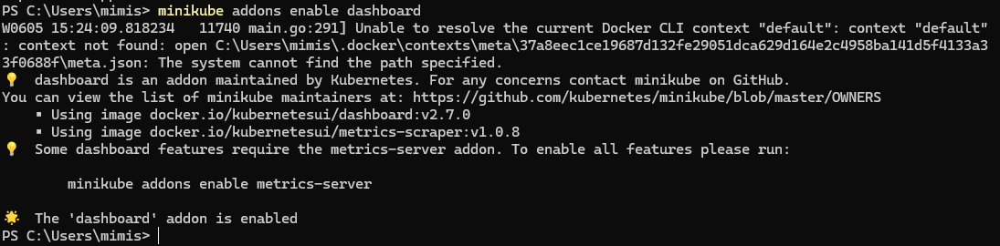 PS C:\Users\mimis> minikube addons enable dashboard
W0605 15:24:09.818234   11740 main.go:291] Unable to resolve the current Docker CLI context "default": context "default"
: context not found: open C:\Users\mimis\.docker\contexts\meta\37a8eec1ce19687d132fe29051dca629d164e2c4958ba141d5f4133a3
3f0688f\meta.json: The system cannot find the path specified.
💡  dashboard is an addon maintained by Kubernetes. For any concerns contact minikube on GitHub.
You can view the list of minikube maintainers at: https://github.com/kubernetes/minikube/blob/master/OWNERS
    ▪ Using image docker.io/kubernetesui/dashboard:v2.7.0
    ▪ Using image docker.io/kubernetesui/metrics-scraper:v1.0.8
💡  Some dashboard features require the metrics-server addon. To enable all features please run:
        minikube addons enable metrics-server
🌟  The 'dashboard' addon is enabled
PS C:\Users\mimis>